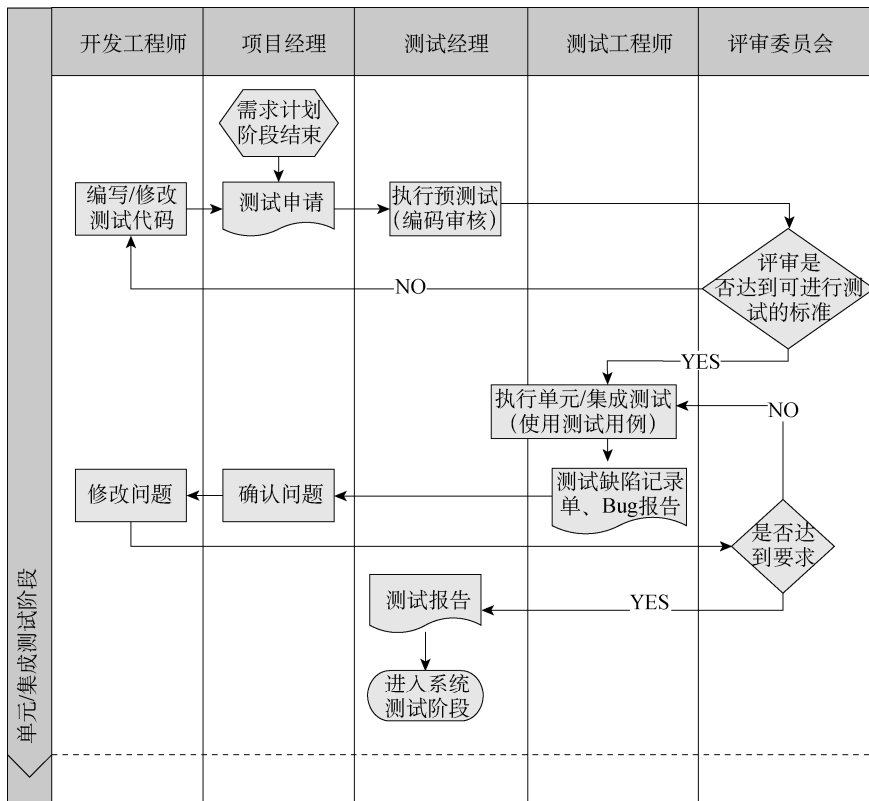 开发工程师
项目经理
测试经理
测试工程师
评审委员会
需求计划
阶段结束
编写/修改
测试代码
测试申请
执行预测试
（编码审核）
评审是
否达到可进行测
试的标准
NO
YES
执行单元/集成测试
（使用测试用例）
NO
修改问题
确认问题
测试缺陷记录
单、Bug报告
是否达
到要求
测试报告
YES
进入系统
测试阶段
单元/集成测试阶段